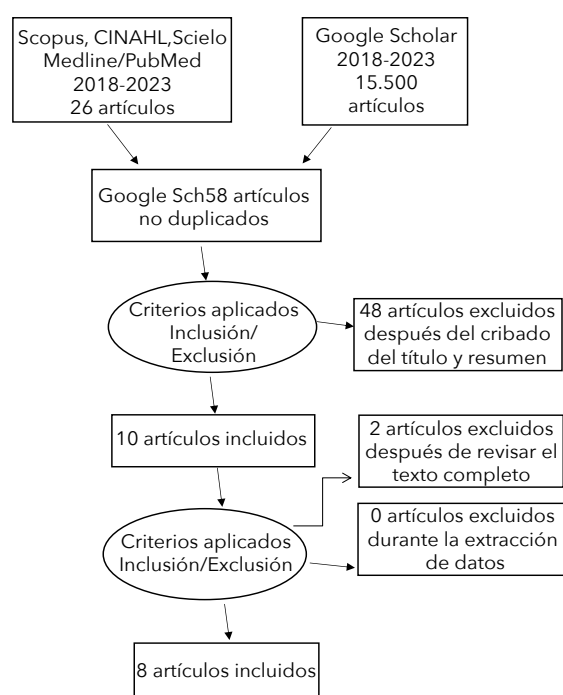 Scopus, CINAHL,Scielo
Medline/PubMed
2018-2023
26 artículos
Google Scholar
2018-2023
15.500
artículos
Google Sch58 artículos
no duplicados
Criterios aplicados
Inclusión/
Exclusión
48 artículos excluidos
después del cribado
del título y resumen
10 artículos incluidos
2 artículos excluidos
después de revisar el
texto completo
Criterios aplicados
Inclusión/Exclusión
0 artículos excluidos
durante la extracción
de datos
8 artículos incluidos